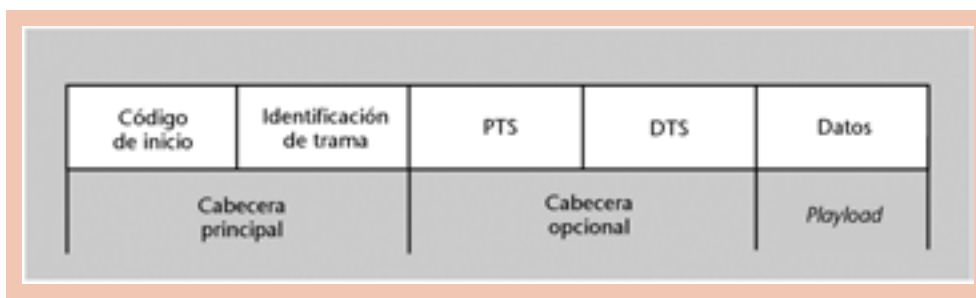 Código
de inicio
Identificación
de trama
PTS
DTS
Datos
Cabecera
principal
Cabecera
opcional
Playload